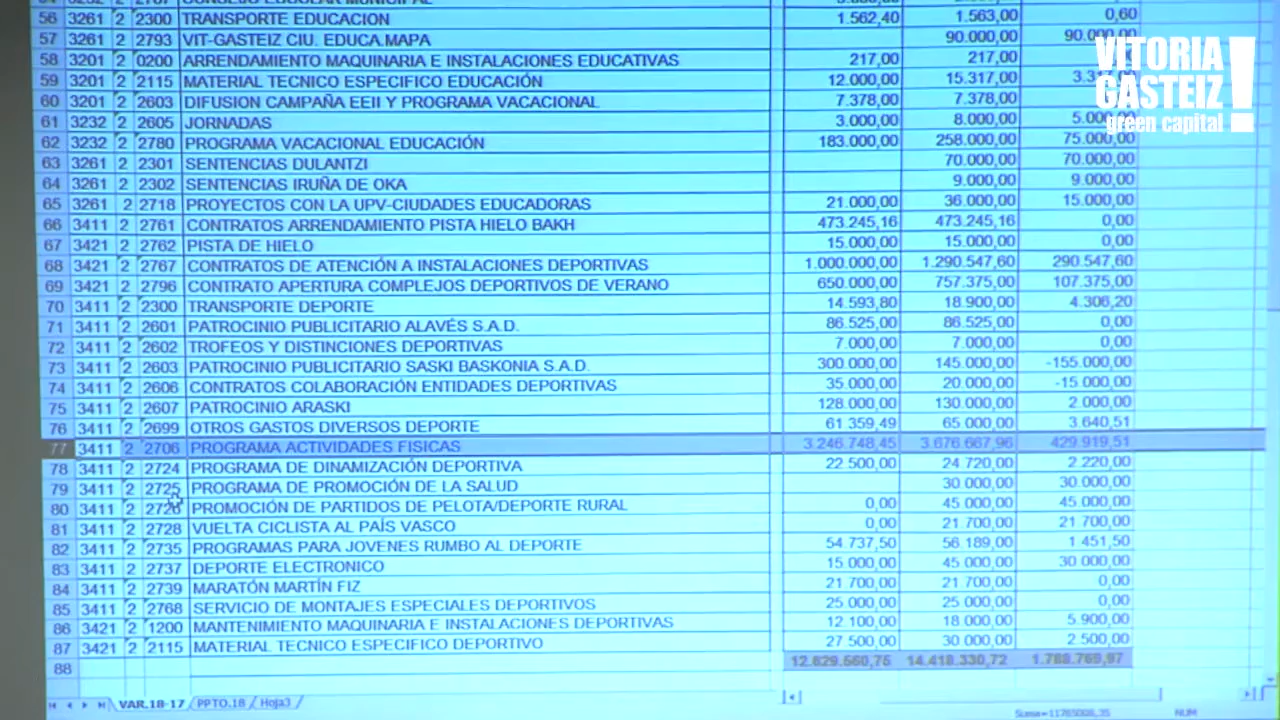 56 3261 2 2300 TRANSPORTE EDUCACION 1.562,40 1.563,00 0,60
57 3261 2 2793 VIT-GASTEIZ CIU. EDUCA.MAPA 90.000,00
58 3201 2 0200 ARRENDAMIENTO MAQUINARIA E INSTALACIONES EDUCATIVAS 217,00 217,00
59 3201 2 2115 MATERIAL TECNICO ESPECIFICO EDUCACIÓN 12.000,00 15.317,00
60 3201 2 2603 DIFUSION CAMPAÑA EEII Y PROGRAMA VACACIONAL 7.378,00 7.378,00
61 3232 2 2605 JORNADAS 3.000,00 8.000,00
62 3232 2 2780 PROGRAMA VACACIONAL EDUCACIÓN 183.000,00 258.000,00 75.000,00
63 3261 2 2301 SENTENCIAS DULANTZI 70.000,00 70.000,00
64 3261 2 2302 SENTENCIAS IRUÑA DE OKA 9.000,00 9.000,00
65 3261 2 2718 PROYECTOS CON LA UPV-CIUDADES EDUCADORAS 21.000,00 36.000,00 15.000,00
66 3411 2 2761 CONTRATOS ARRENDAMIENTO PISTA HIELO BAKH 473.245,16 473.245,16 0,00
67 3421 2 2762 PISTA DE HIELO 15.000,00 15.000,00 0,00
68 3421 2 2767 CONTRATOS DE ATENCIÓN A INSTALACIONES DEPORTIVAS 1.000.000,00 1.290.547,60 290.547,60
69 3421 2 2796 CONTRATO APERTURA COMPLEJOS DEPORTIVOS DE VERANO 650.000,00 757.375,00 107.375,00
70 3411 2 2300 TRANSPORTE DEPORTE 14.593,80 18.900,00 4.306,20
71 3411 2 2601 PATROCINIO PUBLICITARIO ALAVÉS S.A.D. 86.525,00 86.525,00 0,00
72 3411 2 2602 TROFEOS Y DISTINCIONES DEPORTIVAS 7.000,00 7.000,00 0,00
73 3411 2 2603 PATROCINIO PUBLICITARIO SASKI BASKONIA S.A.D. 300.000,00 145.000,00 -155.000,00
74 3411 2 2606 CONTRATOS COLABORACIÓN ENTIDADES DEPORTIVAS 35.000,00 20.000,00 -15 000,00
75 3411 2 2607 PATROCINIO ARASKI 128.000,00 130.000,00 2.000,00
76 3411 2 2699 OTROS GASTOS DIVERSOS DEPORTE 61.359,49 65.000,00 3.640,51
77 3411 2 2706 PROGRAMA ACTIVIDADES FISICAS 3.246.748,45 3.676.667,96 429.919,51
78 3411 2 2724 PROGRAMA DE DINAMIZACIÓN DEPORTIVA 22.500,00 24.720,00 2.220,00
79 3411 2 2725 PROGRAMA DE PROMOCIÓN DE LA SALUD 30 000,00 30 000,00
80 3411 2 2726 PROMOCIÓN DE PARTIDOS DE PELOTA/DEPORTE RURAL 0,00 45 000,00 45 000,00
81 3411 2 2728 VUELTA CICLISTA AL PAÍS VASCO 0,00 21 700,00 21 700,00
82 3411 2 2735 PROGRAMAS PARA JOVENES RUMBO AL DEPORTE 54 737,50 56 189,00 1 451,50
83 3411 2 2737 DEPORTE ELECTRONICO 15 000,00 45 000,00 30 000,00
84 3411 2 2739 MARATÓN MARTÍN FIZ 21 700,00 21 700,00 0,00
85 3411 2 2768 SERVICIO DE MONTAJES ESPECIALES DEPORTIVOS 25 000,00 25 000,00 0,00
86 3421 2 1200 MANTENIMIENTO MAQUINARIA E INSTALACIONES DEPORTIVAS 12 100,00 18 000,00 5 900,00
87 3421 2 2115 MATERIAL TECNICO ESPECIFICO DEPORTIVO 27 500,00 30 000,00 2 500,00
88 12.629.560,75 14.418.330,72 1.788.769,97
VAR.18-17 PPTO.18 Hoja3
NUM
VITORIA
GASTEIZ
green capital